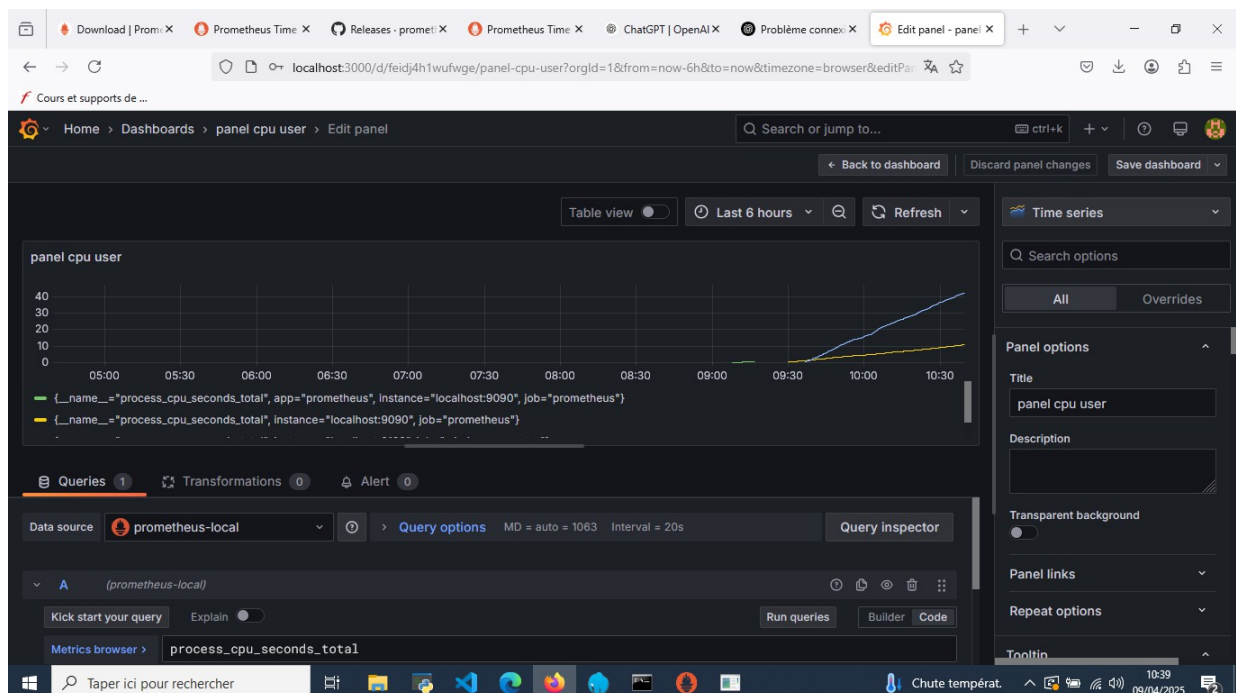 Download | Prom
Prometheus Time
Releases · promet
Prometheus Time
ChatGPT | OpenAI
Problème connex
Edit panel - panel
localhost:3000/d/feidj4h1wufwge/panel-cpu-user?orgId=1&from=now-6h&to=now&timezone=browser&editPar
Cours et supports de ...
Home › Dashboards › panel cpu user › Edit panel
Search or jump to...
ctrl+k
Back to dashboard
Discard panel changes
Save dashboard
Table view
Last 6 hours
Refresh
Time series
panel cpu user
Search options
40
30
20
10
0
All
Overrides
05:00 05:30 06:00 06:30 07:00 07:30 08:00 08:30 09:00 09:30 10:00 10:30
{__name__="process_cpu_seconds_total", app="prometheus", instance="localhost:9090", job="prometheus"}
{__name__="process_cpu_seconds_total", instance="localhost:9090", job="prometheus"}
Panel options
Title
panel cpu user
Description
Queries 1
Transformations 0
Alert 0
Data source
prometheus-local
Query options
MD = auto = 1063
Interval = 20s
Query inspector
Transparent background
A
(prometheus-local)
Panel links
Kick start your query
Explain
Run queries
Builder
Code
Repeat options
Metrics browser >
process_cpu_seconds_total
Tooltip
Taper ici pour rechercher
Chute températ.
10:39
09/04/2025
2